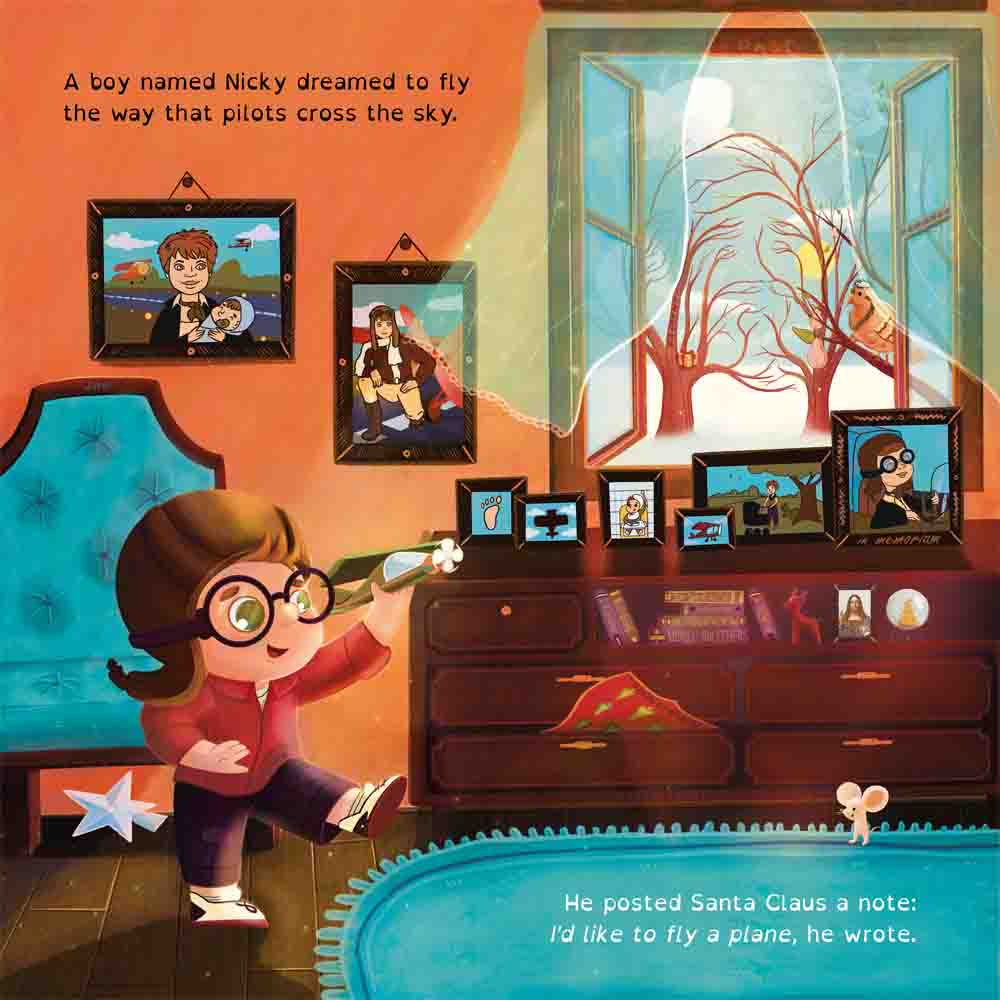 A boy named Nicky dreamed to fly
the way that pilots cross the sky.
IN MEMORIUM
He posted Santa Claus a note:
I'd like to fly a plane, he wrote.